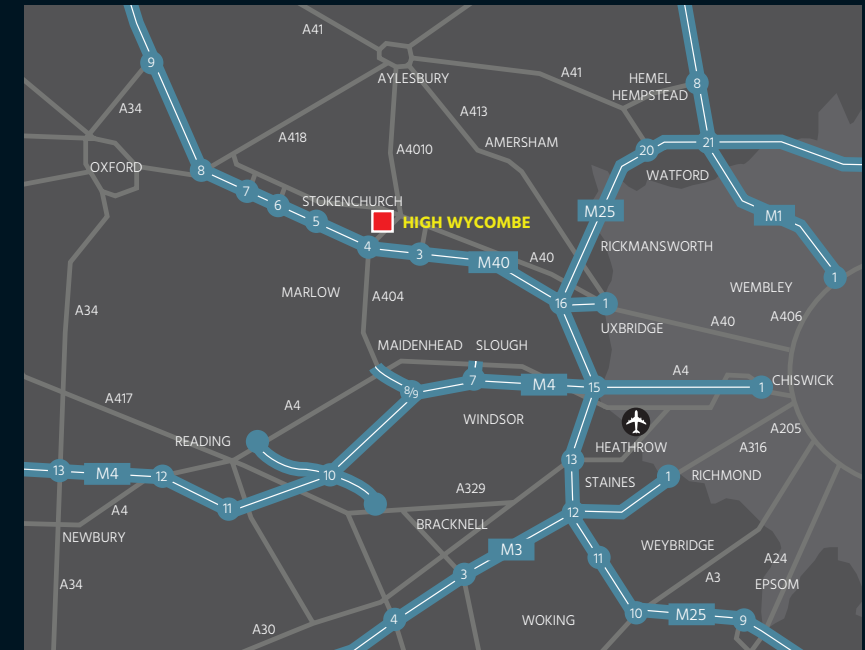 A41
9
AYLESBURY
A41
HEMEL
HEMPSTEAD
8
A34
A413
A418
A4010
AMERSHAM
20
21
OXFORD
8
WATFORD
7
STOKENCHURCH
6
5
HIGH WYCOMBE
M25
M1
4
3
M40
A40
RICKMANSWORTH
1
MARLOW
A404
WEMBLEY
16
1
A34
UXBRIDGE
A40
A406
MAIDENHEAD
SLOUGH
8/9
7
M4
15
A4
1
CHISWICK
A417
A4
WINDSOR
READING
HEATHROW
A205
A316
13
M4
12
10
13
STAINES
1
RICHMOND
A4
11
A329
12
NEWBURY
BRACKNELL
M3
WEYBRIDGE
11
A24
A34
3
A3
EPSOM
A30
4
WOKING
10
M25
9